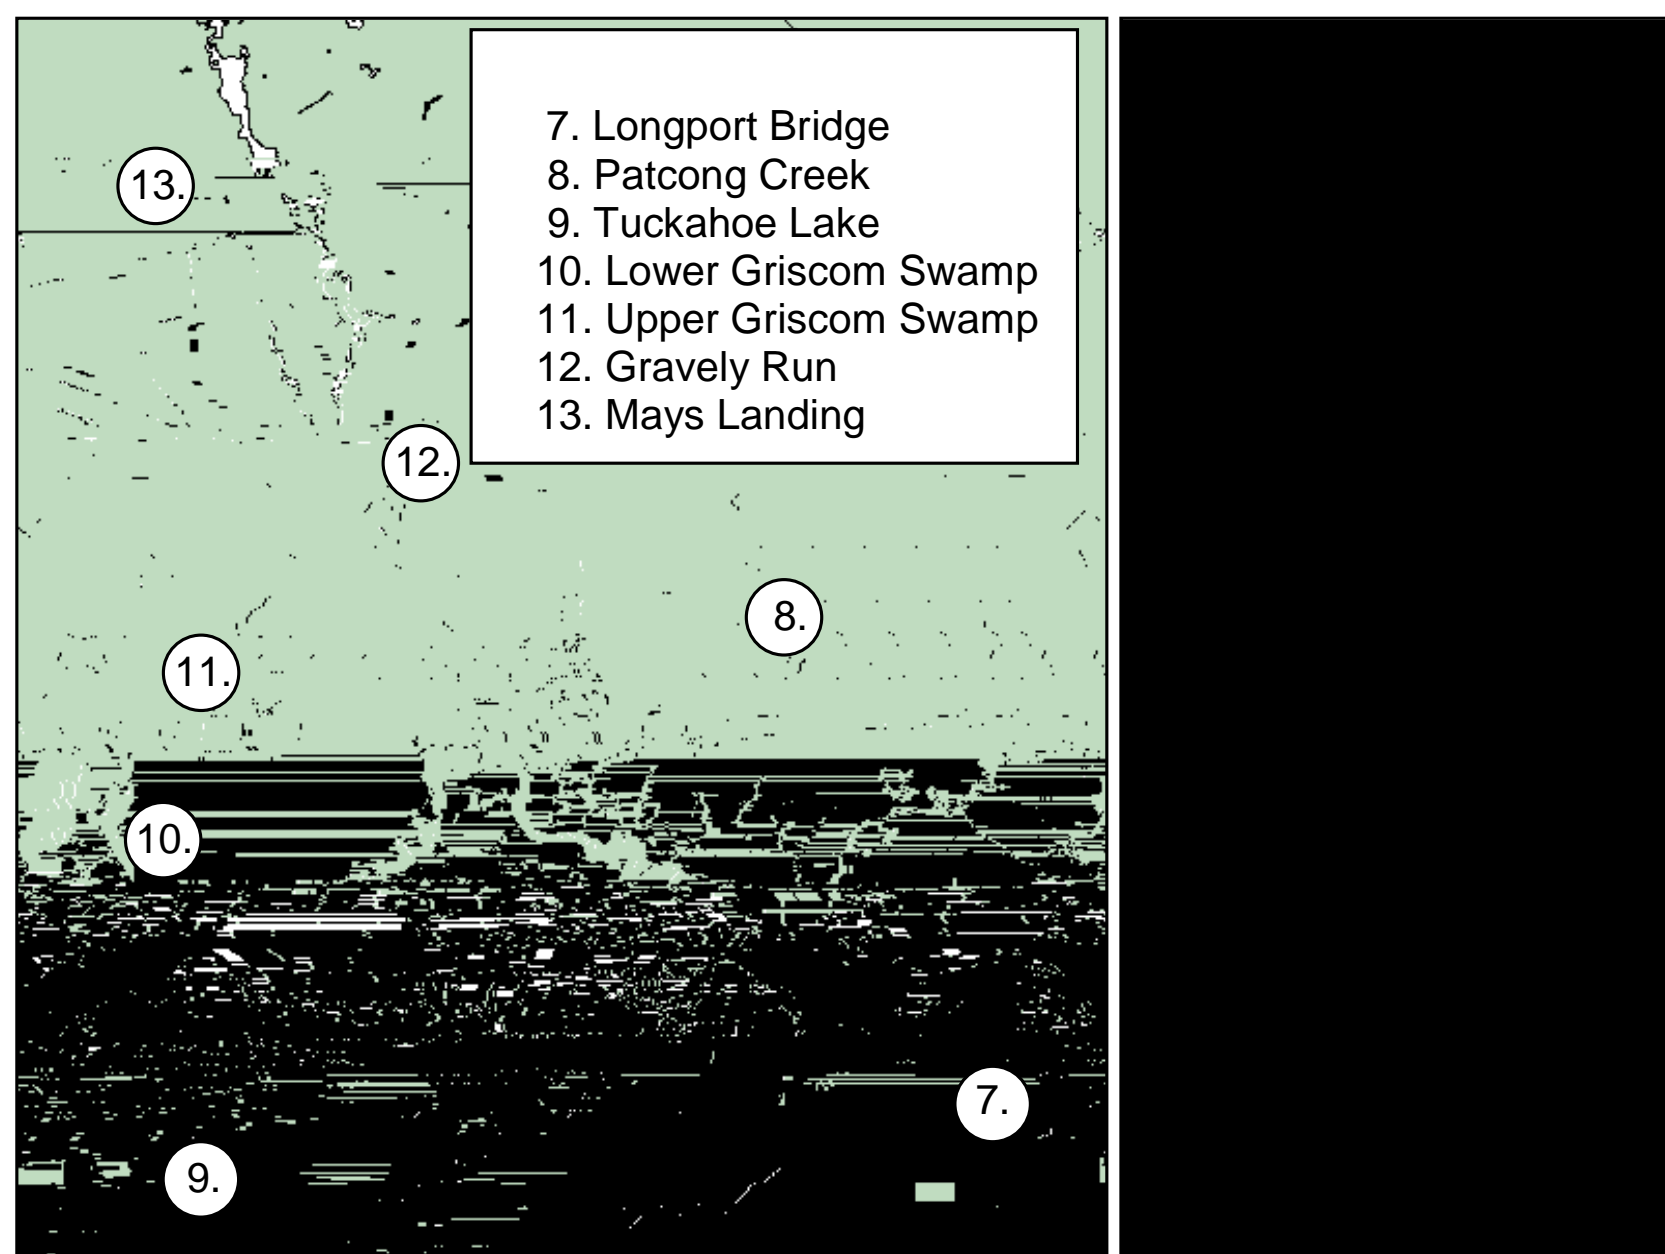 7. Longport Bridge
8. Patcong Creek
9. Tuckahoe Lake
10. Lower Griscom Swamp
11. Upper Griscom Swamp
12. Gravely Run
13. Mays Landing
13.
12.
8.
11.
10.
7.
9.